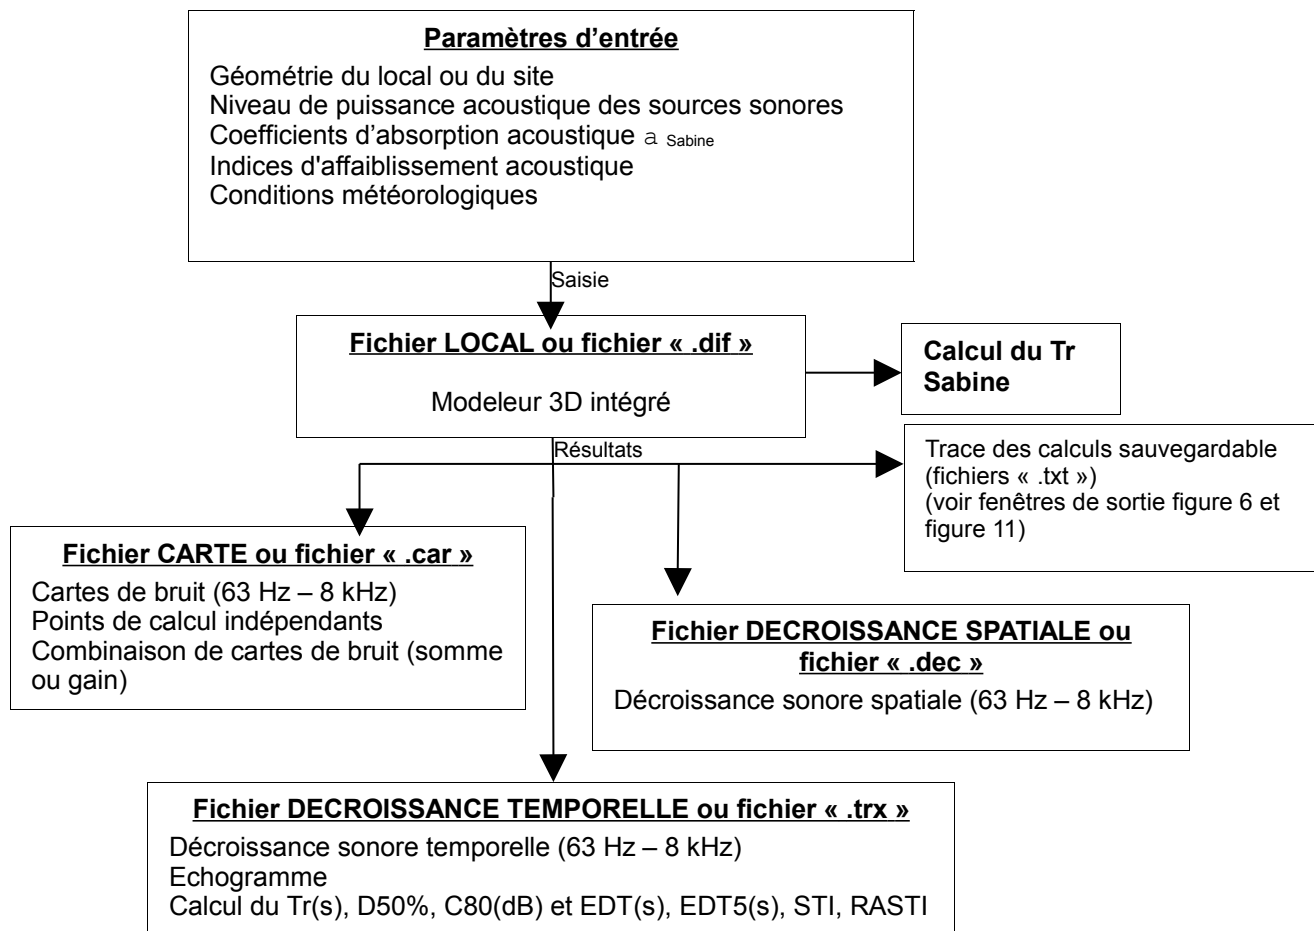 Paramètres d'entrée
Géométrie du local ou du site
Niveau de puissance acoustique des sources sonores
Coefficients d'absorption acoustique a Sabine
Indices d'affaiblissement acoustique
Conditions météorologiques
Saisie
Fichier LOCAL ou fichier « .dif »
Modeleur 3D intégré
Calcul du Tr
Sabine
Résultats
Trace des calculs sauvegardable
(fichiers « .txt »)
(voir fenêtres de sortie figure 6 et
figure 11)
Fichier CARTE ou fichier « .car »
Cartes de bruit (63 Hz – 8 kHz)
Points de calcul indépendants
Combinaison de cartes de bruit (somme
ou gain)
Fichier DECROISSANCE SPATIALE ou
fichier « .dec »
Décroissance sonore spatiale (63 Hz – 8 kHz)
Fichier DECROISSANCE TEMPORELLE ou fichier « .trx »
Décroissance sonore temporelle (63 Hz – 8 kHz)
Echogramme
Calcul du Tr(s), D50%, C80(dB) et EDT(s), EDT5(s), STI, RASTI